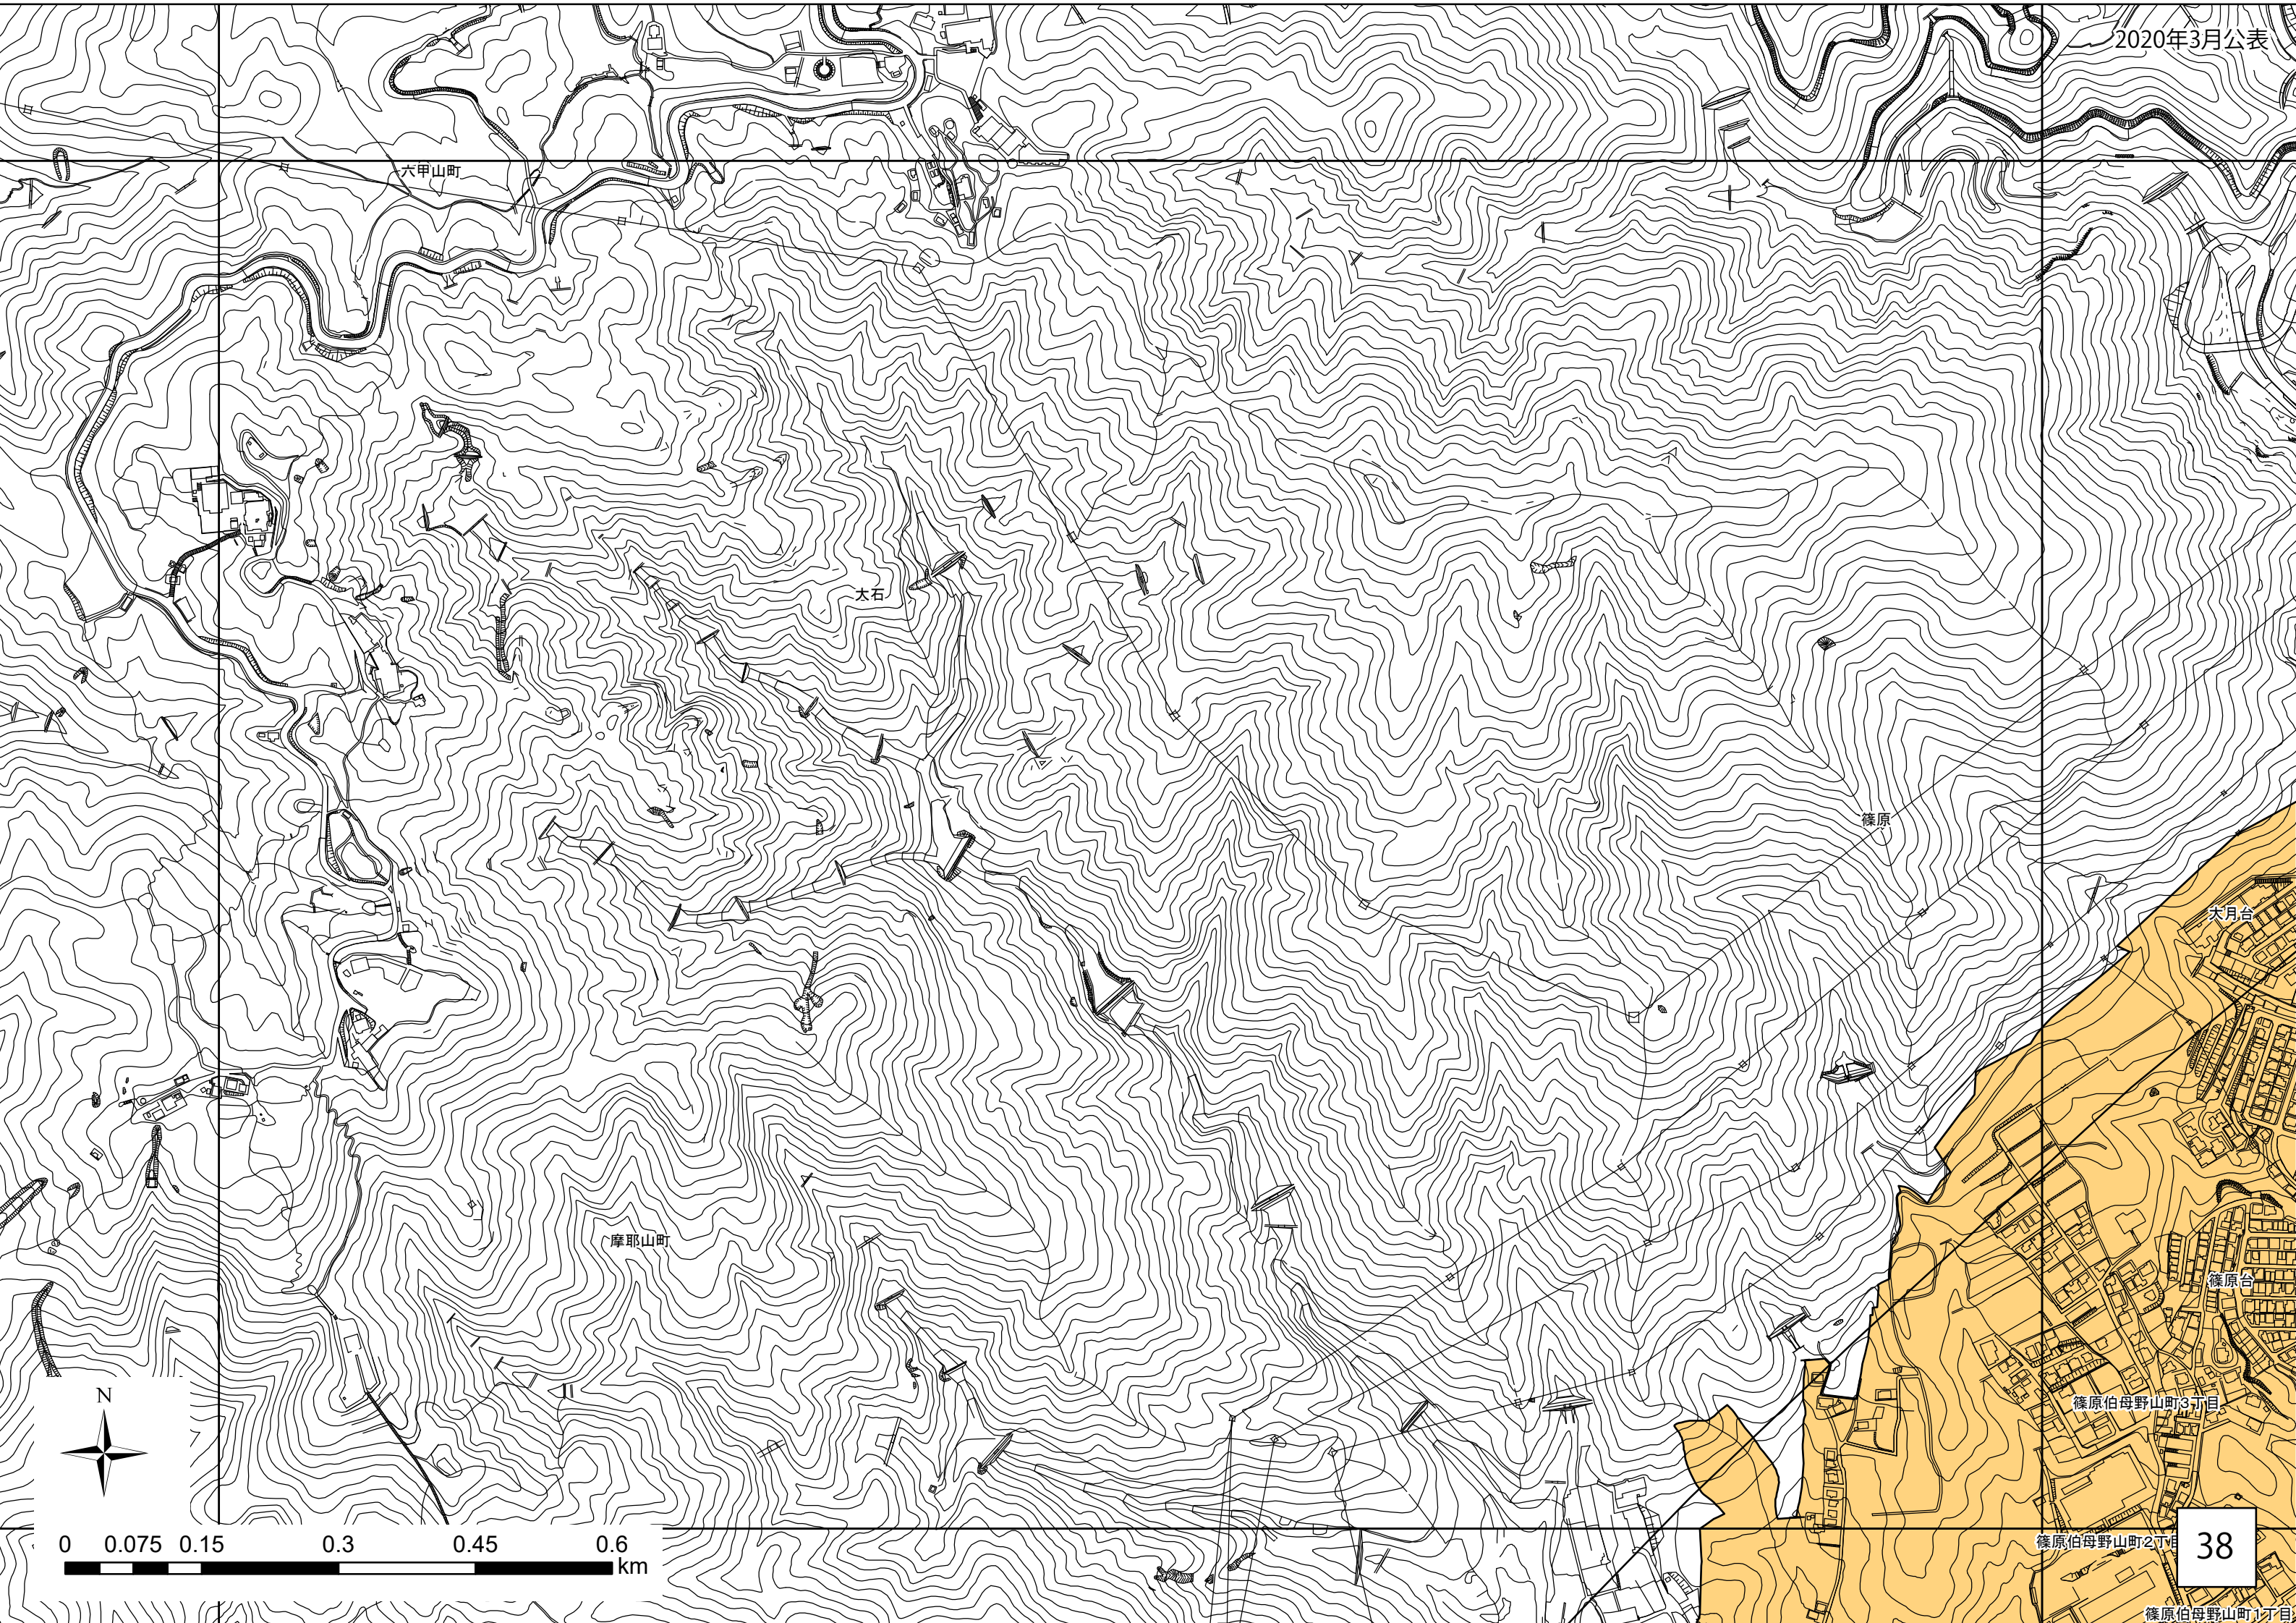 2020年3月公表
六甲山町
大石
篠原
大月台
摩耶山町
篠原台
N
篠原伯母野山町3丁目
0 0.075 0.15 0.3 0.45 0.6
km
篠原伯母野山町2丁目
38
篠原伯母野山町1丁目